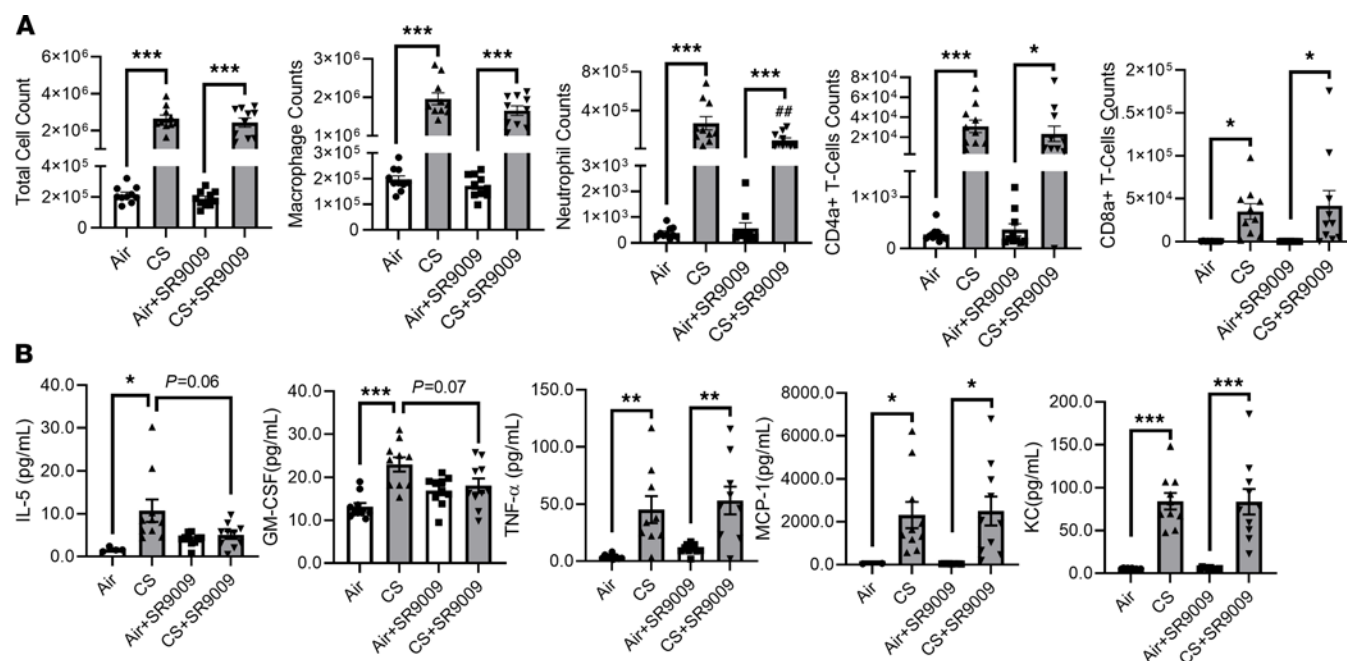 A
Total Cell Count
6×10⁶
4×10⁶
2×10⁶
4×10⁵
2×10⁵
0
***
***
Air
CS
Air+SR9009
CS+SR9009
Macrophage Counts
3×10⁶
2×10⁶
1×10⁶
3×10⁵
2×10⁵
1×10⁵
0
***
***
Air
CS
Air+SR9009
CS+SR9009
Neutrophil Counts
8×10⁵
4×10⁵
3×10³
2×10³
1×10³
0
***
***
##
Air
CS
Air+SR9009
CS+SR9009
CD4a+ T-Cells Counts
8×10⁴
6×10⁴
4×10⁴
2×10⁴
1×10³
0
***
*
Air
CS
Air+SR9009
CS+SR9009
CD8a+ T-Cells Counts
2×10⁵
1×10⁵
5×10⁴
0
*
*
Air
CS
Air+SR9009
CS+SR9009
B
IL-5 (pg/mL)
40.0
30.0
20.0
10.0
0.0
*
P=0.06
Air
CS
Air+SR9009
CS+SR9009
GM-CSF(pg/mL)
40.0
30.0
20.0
10.0
0.0
***
P=0.07
Air
CS
Air+SR9009
CS+SR9009
TNF-α (pg/mL)
150.0
100.0
50.0
0.0
**
**
Air
CS
Air+SR9009
CS+SR9009
MCP-1(pg/mL)
8000.0
6000.0
4000.0
2000.0
0.0
*
*
Air
CS
Air+SR9009
CS+SR9009
KC(pg/mL)
250.0
200.0
150.0
100.0
50.0
0.0
***
***
Air
CS
Air+SR9009
CS+SR9009